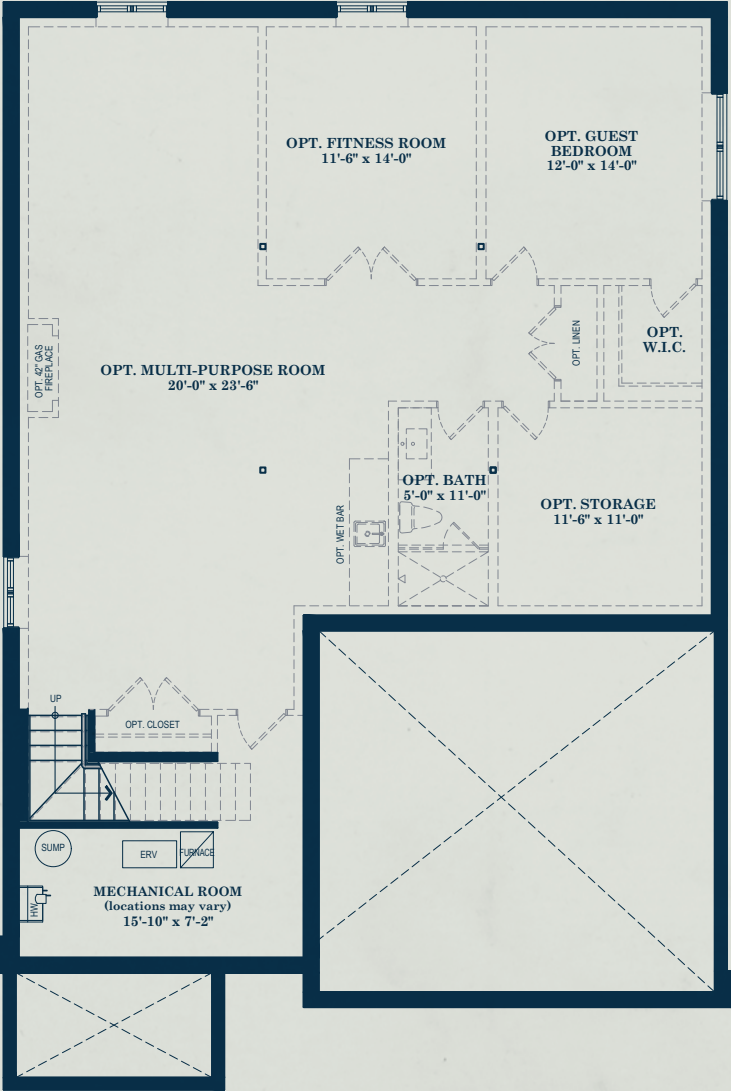 OPT. FITNESS ROOM
11'-6" x 14'-0"
OPT. GUEST
BEDROOM
12'-0" x 14'-0"
OPT. 42" GAS
FIREPLACE
OPT. MULTI-PURPOSE ROOM
20'-0" x 23'-6"
OPT. LINEN
OPT.
W.I.C.
OPT. BATH
5'-0" x 11'-0"
OPT. WET BAR
OPT. STORAGE
11'-6" x 11'-0"
UP
OPT. CLOSET
SUMP
ERV
FURNACE
HW
MECHANICAL ROOM
(locations may vary)
15'-10" x 7'-2"